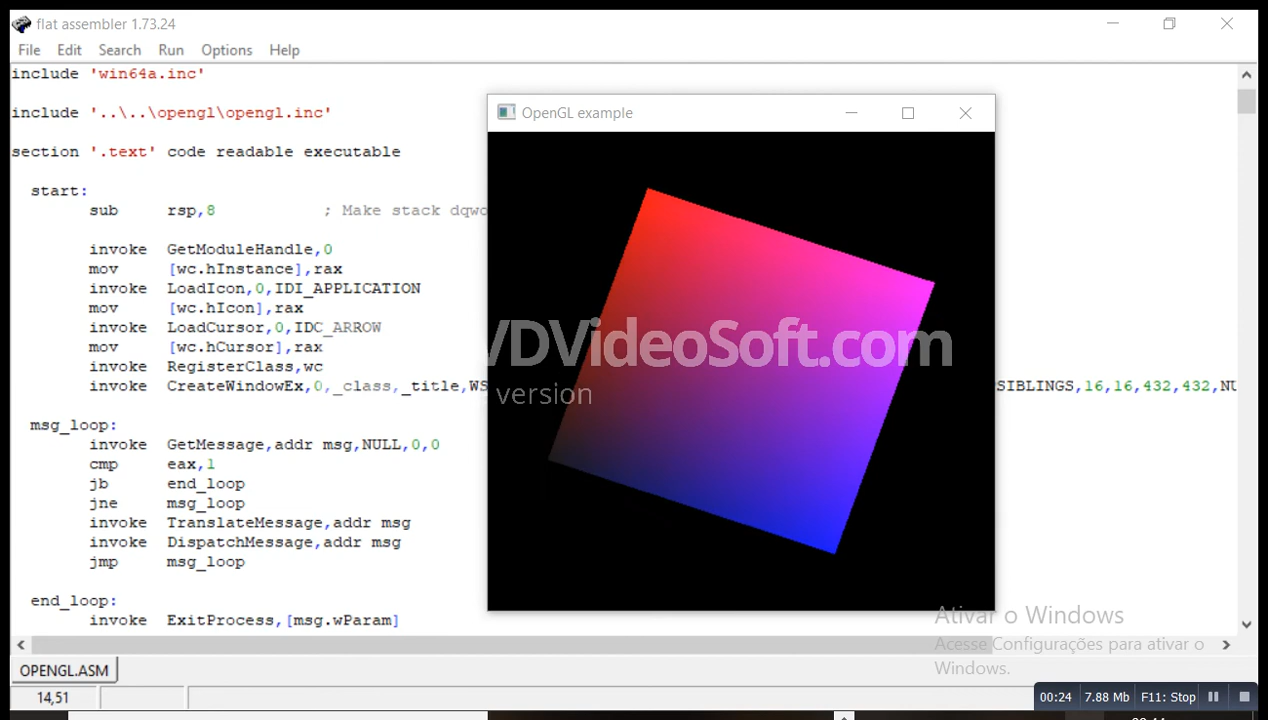 flat assembler 1.73.24
File Edit Search Run Options Help
include 'win64a.inc'
include '..\..\opengl\opengl.inc'
section '.text' code readable executable
start:
sub rsp,8 ; Make stack dqwo
invoke GetModuleHandle,0
mov [wc.hInstance],rax
invoke LoadIcon,0,IDI_APPLICATION
mov [wc.hIcon],rax
invoke LoadCursor,0,IDC_ARROW
mov [wc.hCursor],rax
invoke RegisterClass,wc
invoke CreateWindowEx,0,_class,_title,WS SIBLINGS,16,16,432,432,NU
msg_loop:
invoke GetMessage,addr msg,NULL,0,0
cmp eax,1
jb end_loop
jne msg_loop
invoke TranslateMessage,addr msg
invoke DispatchMessage,addr msg
jmp msg_loop
end_loop:
invoke ExitProcess,[msg.wParam]
OpenGL example
VDVideoSoft.com
version
Ativar o Windows
Acesse Configurações para ativar o
Windows.
OPENGL.ASM
14,51
00:24 7.88 Mb F11: Stop